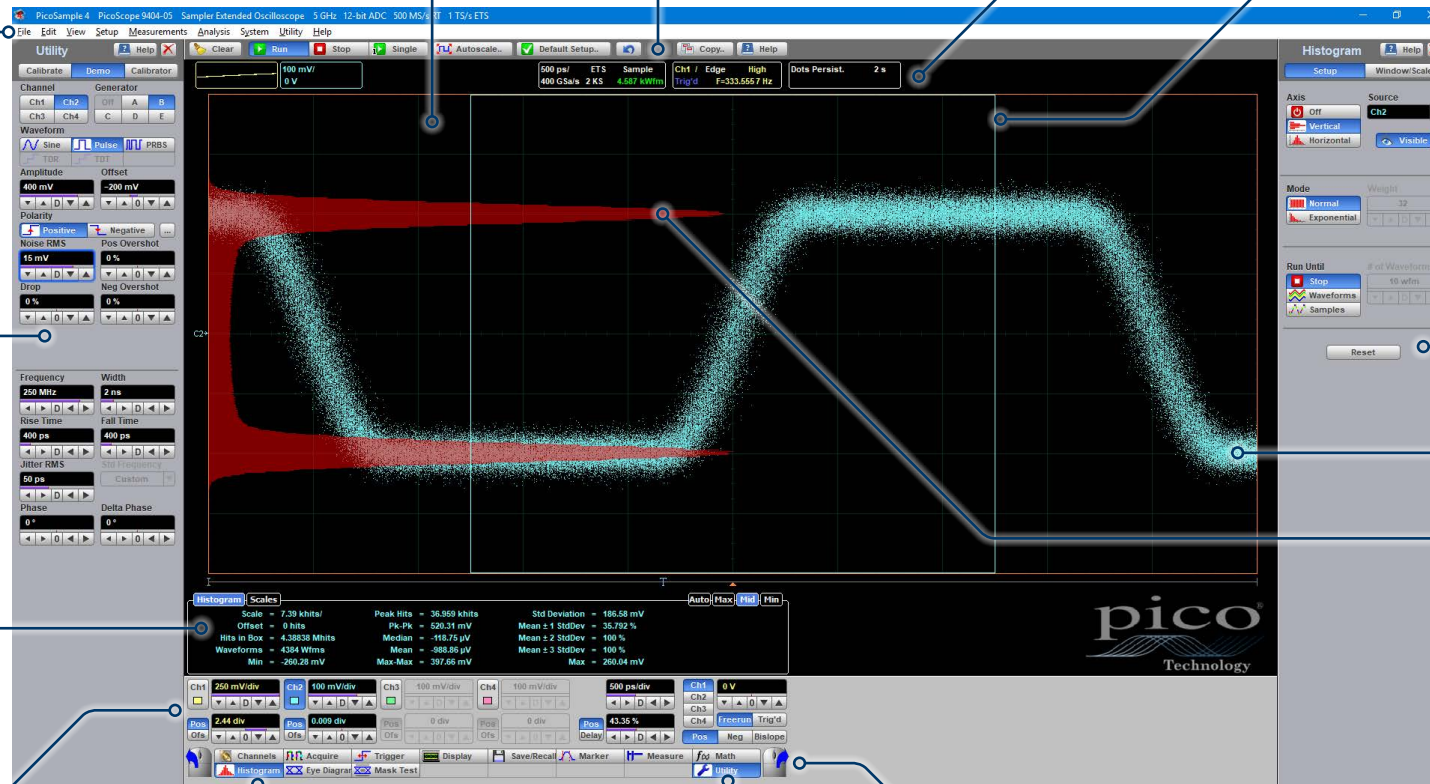 PicoSample 4 PicoScope 9404-05 Sampler Extended Oscilloscope 5 GHz 12-bit ADC 500 MS/s RT 1 TS/s ETS
File Edit View Setup Measurements Analysis System Utility Help
Utility Help
Clear Run Stop Single Autoscale.. Default Setup.. Copy.. Help
Histogram Help
Calibrate Demo Calibrator
Channel Generator
Ch1 Ch2 Off A B
Ch3 Ch4 C D E
Waveform
Sine Pulse PRBS
TDR TDT
Amplitude Offset
400 mV -200 mV
D 0
Polarity
Positive Negative ...
Noise RMS Pos Overshot
15 mV 0 %
D 0
Drop Neg Overshot
0 % 0 %
0 0
Frequency Width
250 MHz 2 ns
D D
Rise Time Fall Time
400 ps 400 ps
D D
Jitter RMS Std Frequency
50 ps Custom
D
Phase Delta Phase
0 ° 0 °
0 0
100 mV/
0 V
500 ps/ ETS Sample
400 GSa/s 2 KS 4.587 kWfm
Ch1 / Edge High
Trig'd F=333.5557 Hz
Dots Persist. 2 s
C2
T
Setup Window/Scale
Axis Source
Off Ch2
Vertical
Horizontal Visible
Mode Weight
Normal 32
Exponential
Run Until # of Waveforms
Stop 16 wfm
Waveforms
Samples
Reset
Histogram Scales Auto Max Mid Min
Scale = 7.39 khits/ Peak Hits = 36.959 khits Std Deviation = 186.58 mV
Offset = 0 hits Pk-Pk = 520.31 mV Mean ± 1 StdDev = 35.792 %
Hits in Box = 4.38838 Mhits Median = -118.75 µV Mean ± 2 StdDev = 100 %
Waveforms = 4384 Wfms Mean = -988.86 µV Mean ± 3 StdDev = 100 %
Min = -260.28 mV Max-Max = 397.66 mV Max = 260.04 mV
pico
Technology
Ch1 250 mV/div Ch2 100 mV/div Ch3 100 mV/div Ch4 100 mV/div 500 ps/div Ch1 0 V
D D D Ch2 0
Ch3
Pos 2.44 div Pos 0.009 div Pos 0 div Pos 0 div Pos 43.35 % Ch4 Freerun Trig'd
Ofs 0 Ofs 0 Ofs Ofs Delay D Pos Neg Bislope
Channels Acquire Trigger Display Save/Recall Marker Measure f(x) Math
Histogram Eye Diagram Mask Test Utility